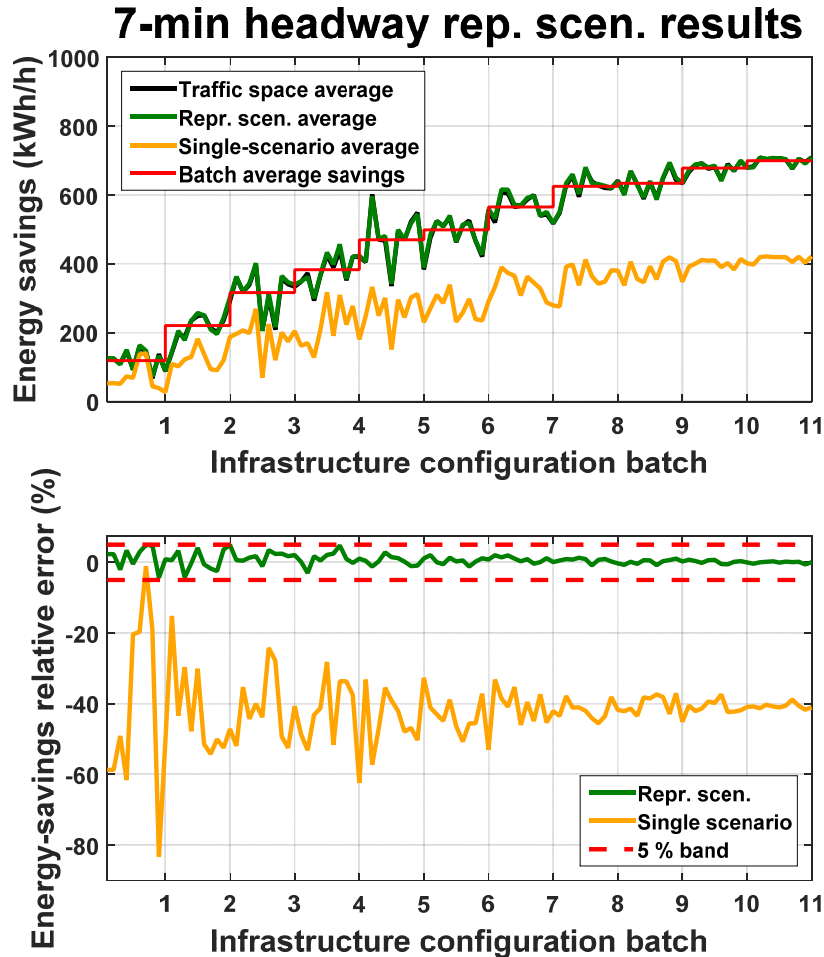 7-min headway rep. scen. results
Energy savings (kWh/h)
1000
800
600
400
200
0
Traffic space average
Repr. scen. average
Single-scenario average
Batch average savings
1 2 3 4 5 6 7 8 9 10 11
Infrastructure configuration batch
Energy-savings relative error (%)
0
-20
-40
-60
-80
Repr. scen.
Single scenario
5 % band
1 2 3 4 5 6 7 8 9 10 11
Infrastructure configuration batch